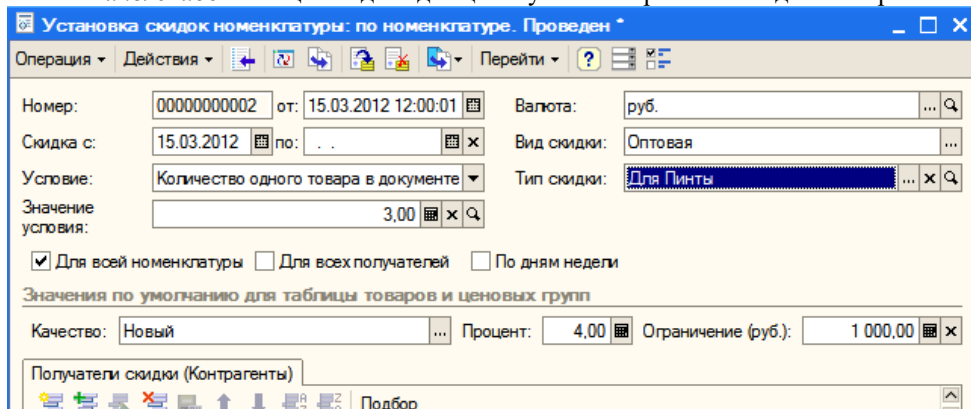 Установка скидок номенклатуры: по номенклатуре. Проведен *
Операция Действия Перейти ?
Номер: 00000000002 от: 15.03.2012 12:00:01 Валюта: руб. ...
Скидка с: 15.03.2012 по: . . Вид скидки: Оптовая ...
Условие: Количество одного товара в документе Тип скидки: Для Пинты ...
Значение условия: 3,00
Для всей номенклатуры Для всех получателей По дням недели
Значения по умолчанию для таблицы товаров и ценовых групп
Качество: Новый ... Процент: 4,00 Ограничение (руб.): 1 000,00
Получатели скидки (Контрагенты)
Подбор